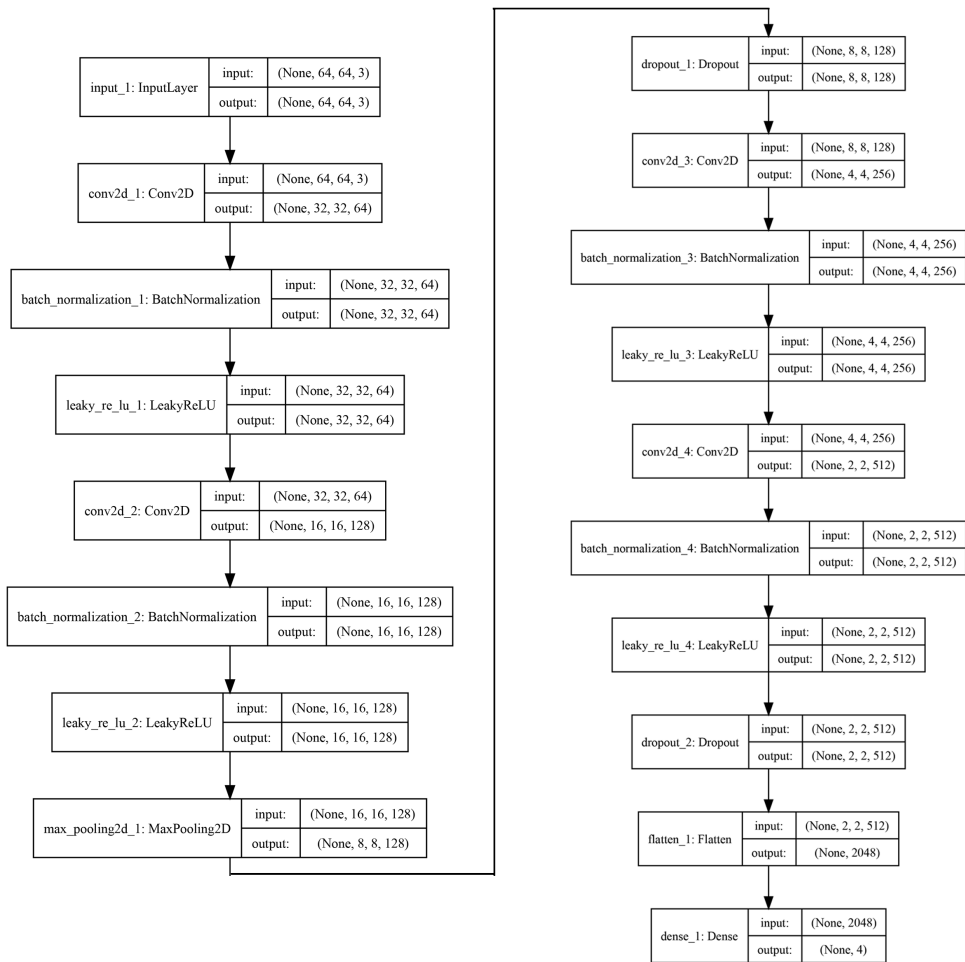 input_1: InputLayer
input: (None, 64, 64, 3)
output: (None, 64, 64, 3)
conv2d_1: Conv2D
input: (None, 64, 64, 3)
output: (None, 32, 32, 64)
batch_normalization_1: BatchNormalization
input: (None, 32, 32, 64)
output: (None, 32, 32, 64)
leaky_re_lu_1: LeakyReLU
input: (None, 32, 32, 64)
output: (None, 32, 32, 64)
conv2d_2: Conv2D
input: (None, 32, 32, 64)
output: (None, 16, 16, 128)
batch_normalization_2: BatchNormalization
input: (None, 16, 16, 128)
output: (None, 16, 16, 128)
leaky_re_lu_2: LeakyReLU
input: (None, 16, 16, 128)
output: (None, 16, 16, 128)
max_pooling2d_1: MaxPooling2D
input: (None, 16, 16, 128)
output: (None, 8, 8, 128)
dropout_1: Dropout
input: (None, 8, 8, 128)
output: (None, 8, 8, 128)
conv2d_3: Conv2D
input: (None, 8, 8, 128)
output: (None, 4, 4, 256)
batch_normalization_3: BatchNormalization
input: (None, 4, 4, 256)
output: (None, 4, 4, 256)
leaky_re_lu_3: LeakyReLU
input: (None, 4, 4, 256)
output: (None, 4, 4, 256)
conv2d_4: Conv2D
input: (None, 4, 4, 256)
output: (None, 2, 2, 512)
batch_normalization_4: BatchNormalization
input: (None, 2, 2, 512)
output: (None, 2, 2, 512)
leaky_re_lu_4: LeakyReLU
input: (None, 2, 2, 512)
output: (None, 2, 2, 512)
dropout_2: Dropout
input: (None, 2, 2, 512)
output: (None, 2, 2, 512)
flatten_1: Flatten
input: (None, 2, 2, 512)
output: (None, 2048)
dense_1: Dense
input: (None, 2048)
output: (None, 4)